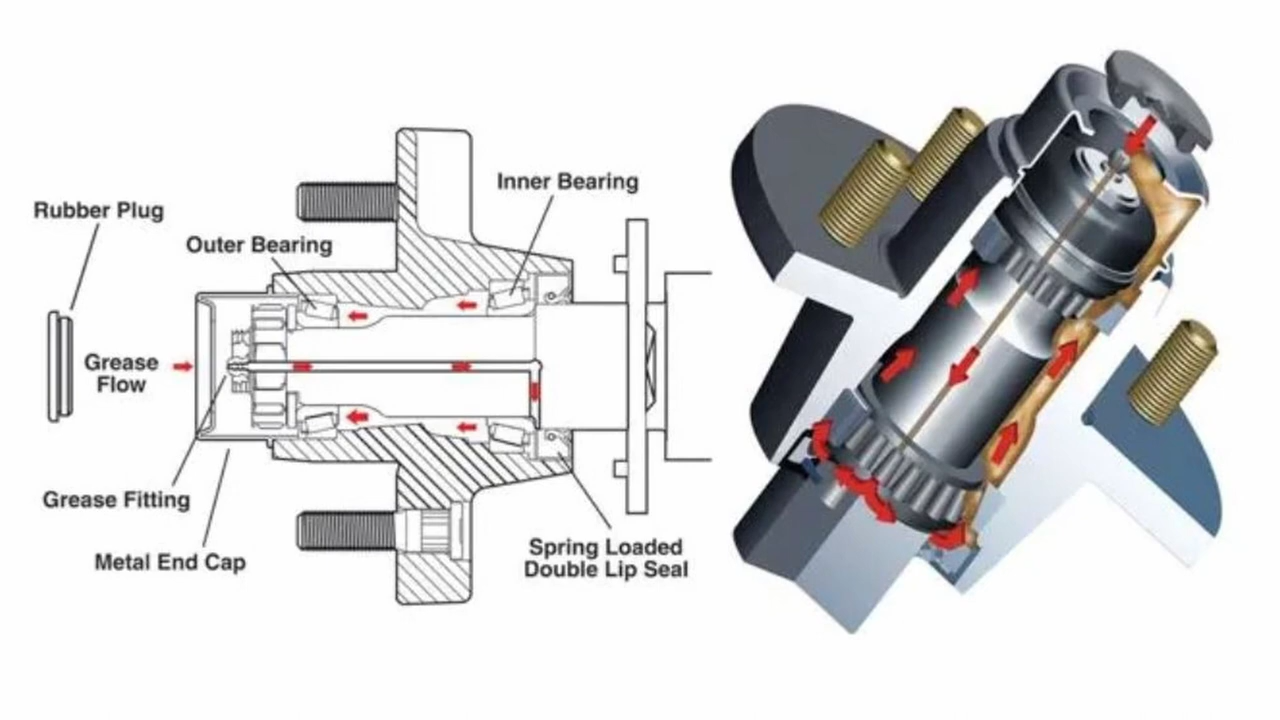 Inner Bearing
Rubber Plug
Outer Bearing
Grease
Flow
Grease Fitting
Metal End Cap
Spring Loaded
Double Lip Seal